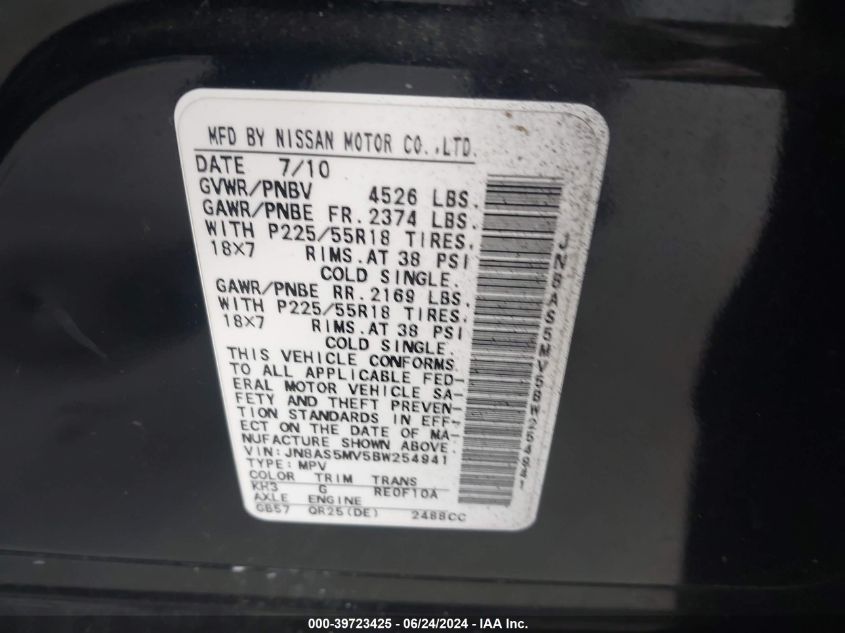 MFD BY NISSAN MOTOR CO.,LTD.
DATE 7/10
GVWR/PNBV 4526 LBS.
GAWR/PNBE FR. 2374 LBS.
WITH P225/55R18 TIRES,
18X7 RIMS.AT 38 PSI
COLD SINGLE.
GAWR/PNBE RR. 2169 LBS.
WITH P225/55R18 TIRES.
18X7 RIMS.AT 38 PSI
COLD SINGLE.
THIS VEHICLE CONFORMS
TO ALL APPLICABLE FED-
ERAL MOTOR VEHICLE SA-
FETY AND THEFT PREVEN-
TION STANDARDS IN EFF-
ECT ON THE DATE OF MA-
NUFACTURE SHOWN ABOVE.
VIN: JN8AS5MV5BW254941
TYPE: MPV
COLOR TRIM TRANS
KH3 G RE0F10A
AXLE ENGINE
GB57 QR25(DE) 2488CC
JN8AS5MV5BW254941
000-39723425 - 06/24/2024 - IAA Inc.